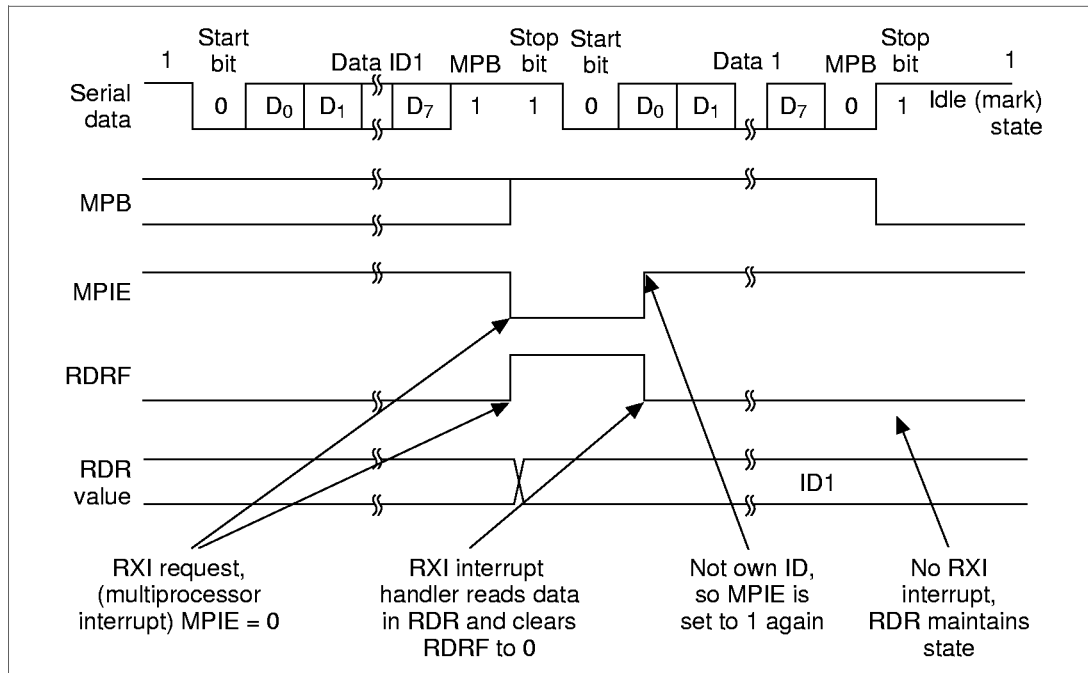 1 Start bit Data ID1 MPB Stop bit Start bit Data 1 MPB Stop bit 1
Serial data 0 D0 D1 D7 1 1 0 D0 D1 D7 0 1 Idle (mark) state
MPB
MPIE
RDRF
RDR value ID1
RXI request,
(multiprocessor
interrupt) MPIE = 0
RXI interrupt
handler reads data
in RDR and clears
RDRF to 0
Not own ID,
so MPIE is
set to 1 again
No RXI
interrupt,
RDR maintains
state